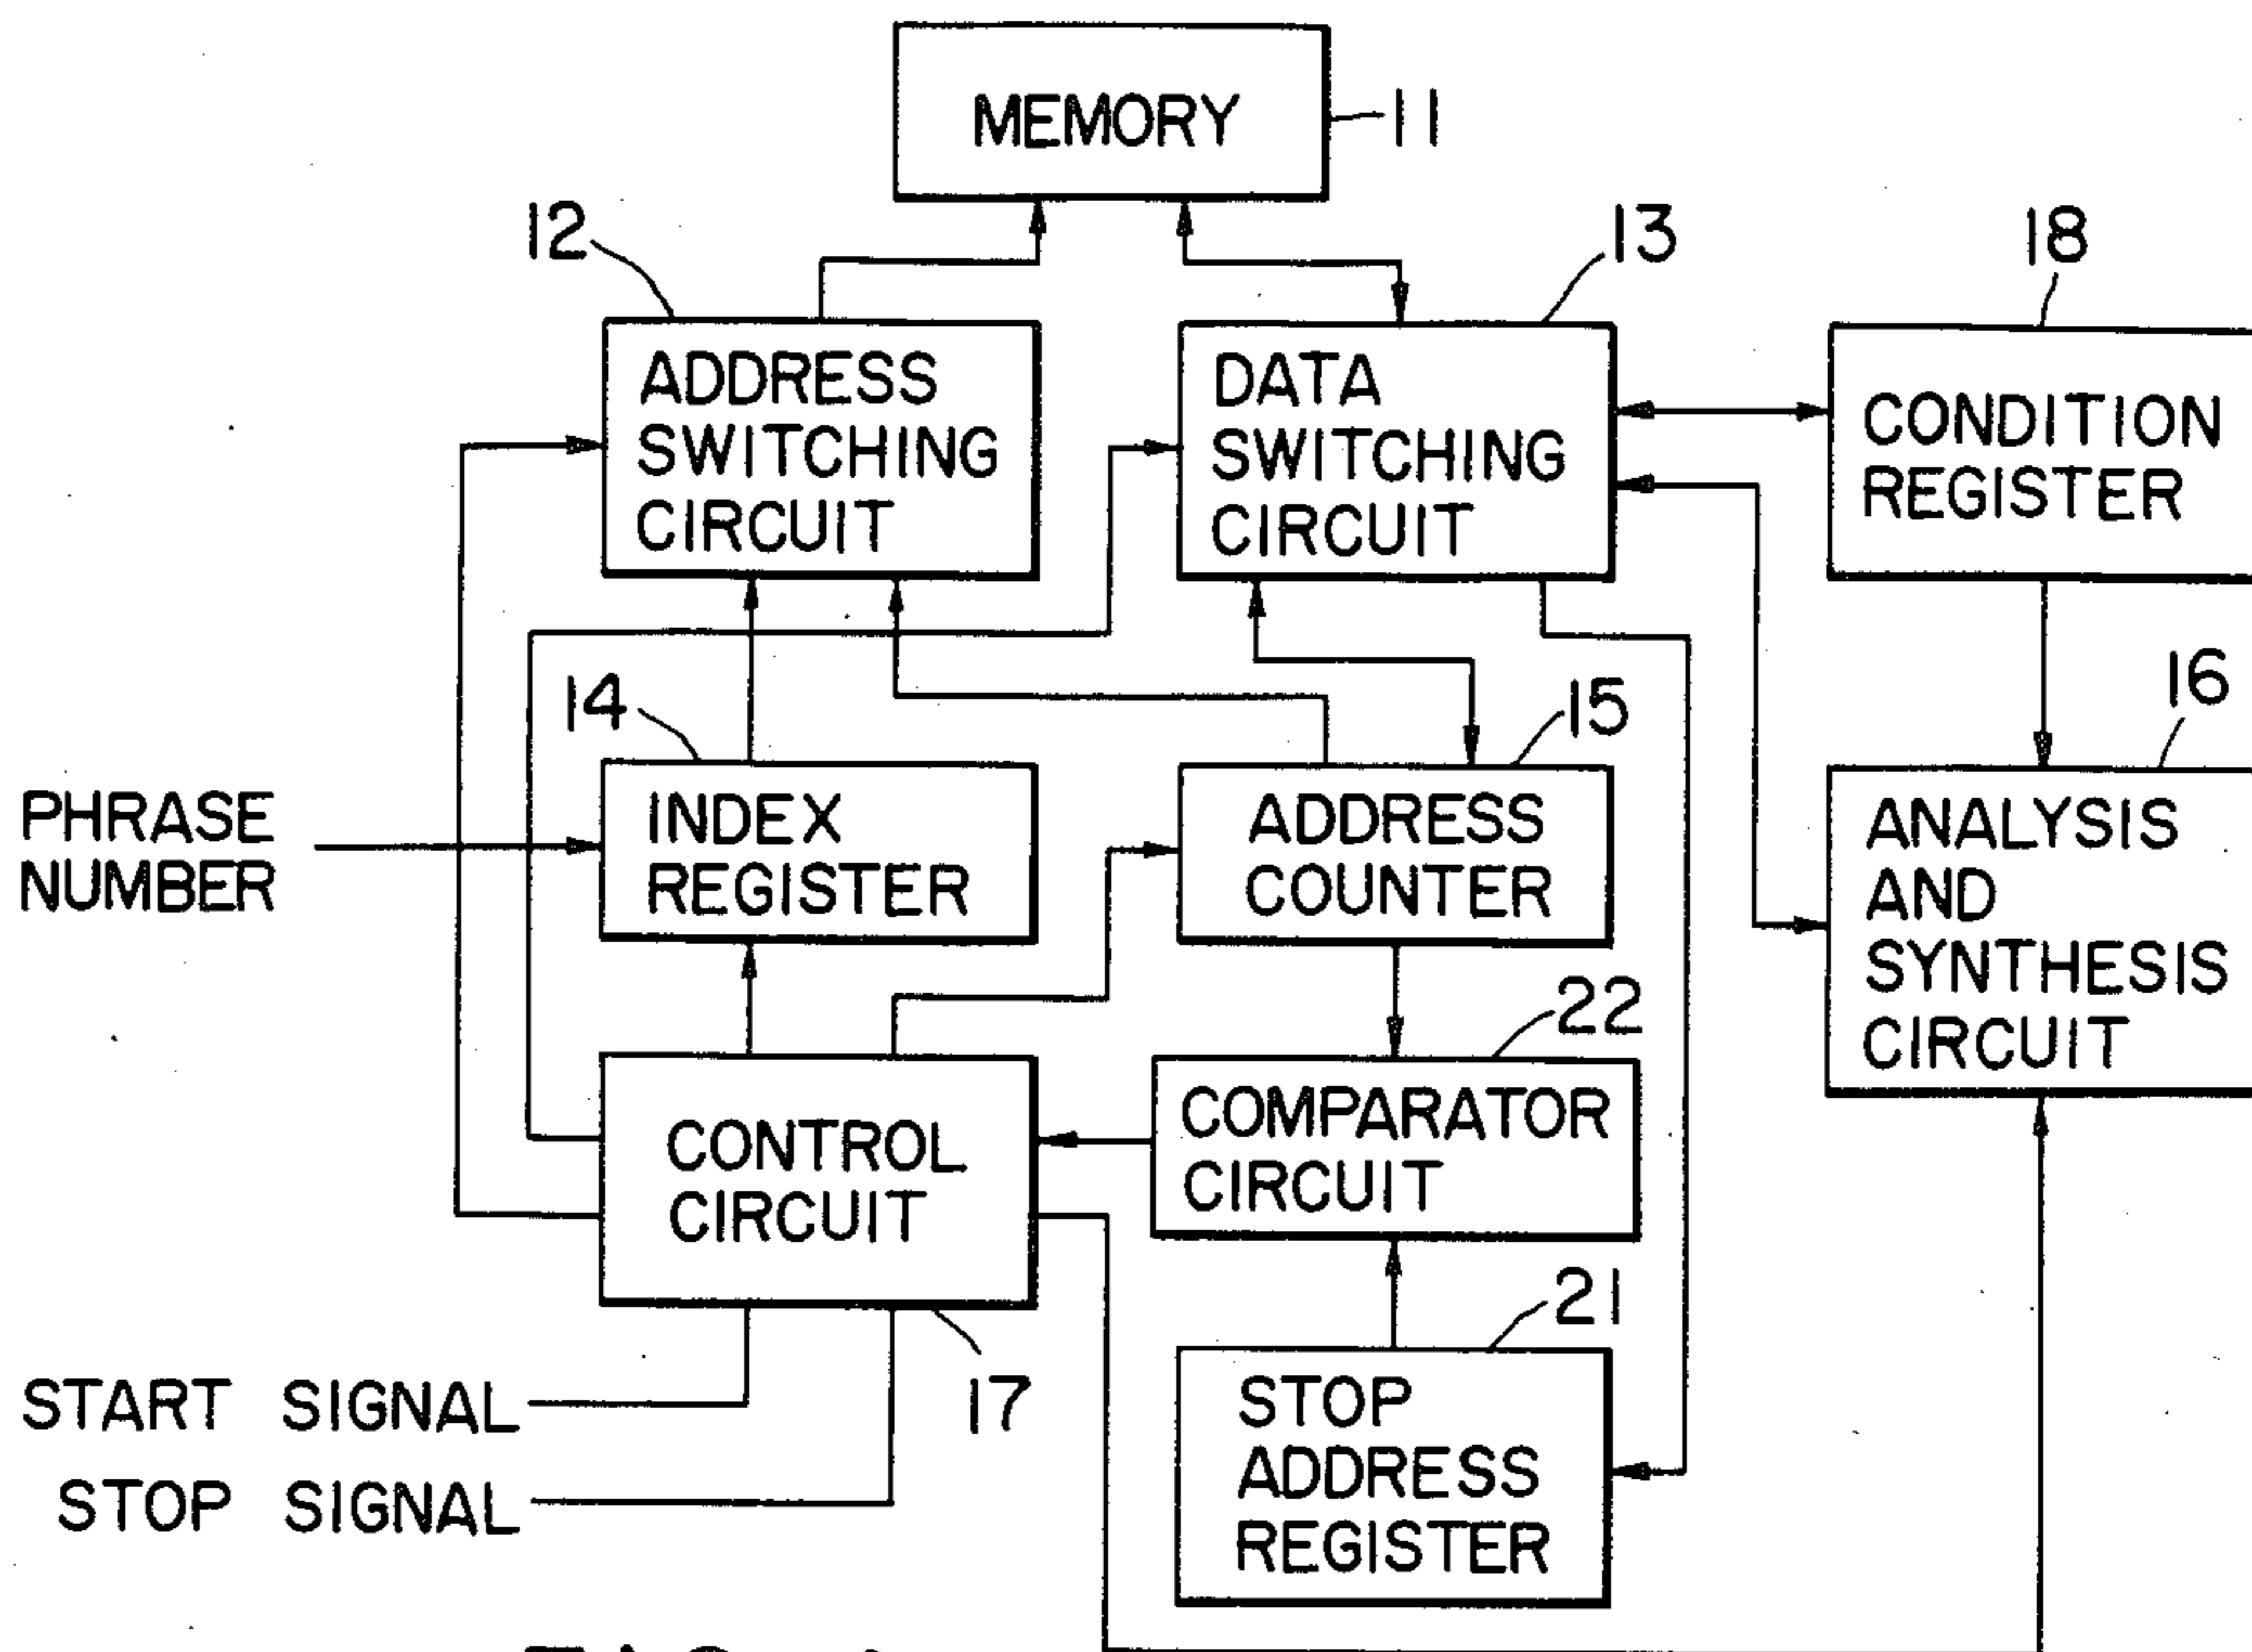 MEMORY
11
12
13
18
ADDRESS
SWITCHING
CIRCUIT
DATA
SWITCHING
CIRCUIT
CONDITION
REGISTER
14
15
16
PHRASE
NUMBER
INDEX
REGISTER
ADDRESS
COUNTER
ANALYSIS
AND
SYNTHESIS
CIRCUIT
22
CONTROL
CIRCUIT
COMPARATOR
CIRCUIT
21
17
START SIGNAL
STOP SIGNAL
STOP
ADDRESS
REGISTER